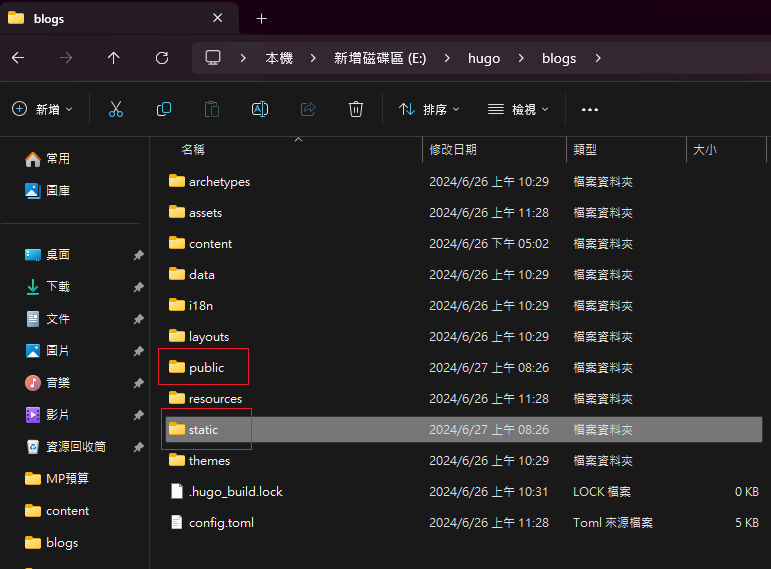 blogs
本機 新增磁碟區 (E:) hugo blogs
新增 排序 檢視
名稱 修改日期 類型 大小
常用
圖庫
桌面
下載
文件
圖片
音樂
影片
資源回收筒
MP預算
content
blogs
archetypes 2024/6/26 上午 10:29 檔案資料夾
assets 2024/6/26 上午 11:28 檔案資料夾
content 2024/6/26 下午 05:02 檔案資料夾
data 2024/6/26 上午 10:29 檔案資料夾
i18n 2024/6/26 上午 10:29 檔案資料夾
layouts 2024/6/26 上午 10:29 檔案資料夾
public 2024/6/27 上午 08:26 檔案資料夾
resources 2024/6/26 上午 11:28 檔案資料夾
static 2024/6/27 上午 08:26 檔案資料夾
themes 2024/6/26 上午 10:29 檔案資料夾
.hugo_build.lock 2024/6/26 上午 10:31 LOCK 檔案 0 KB
config.toml 2024/6/26 上午 11:28 Toml 來源檔案 5 KB